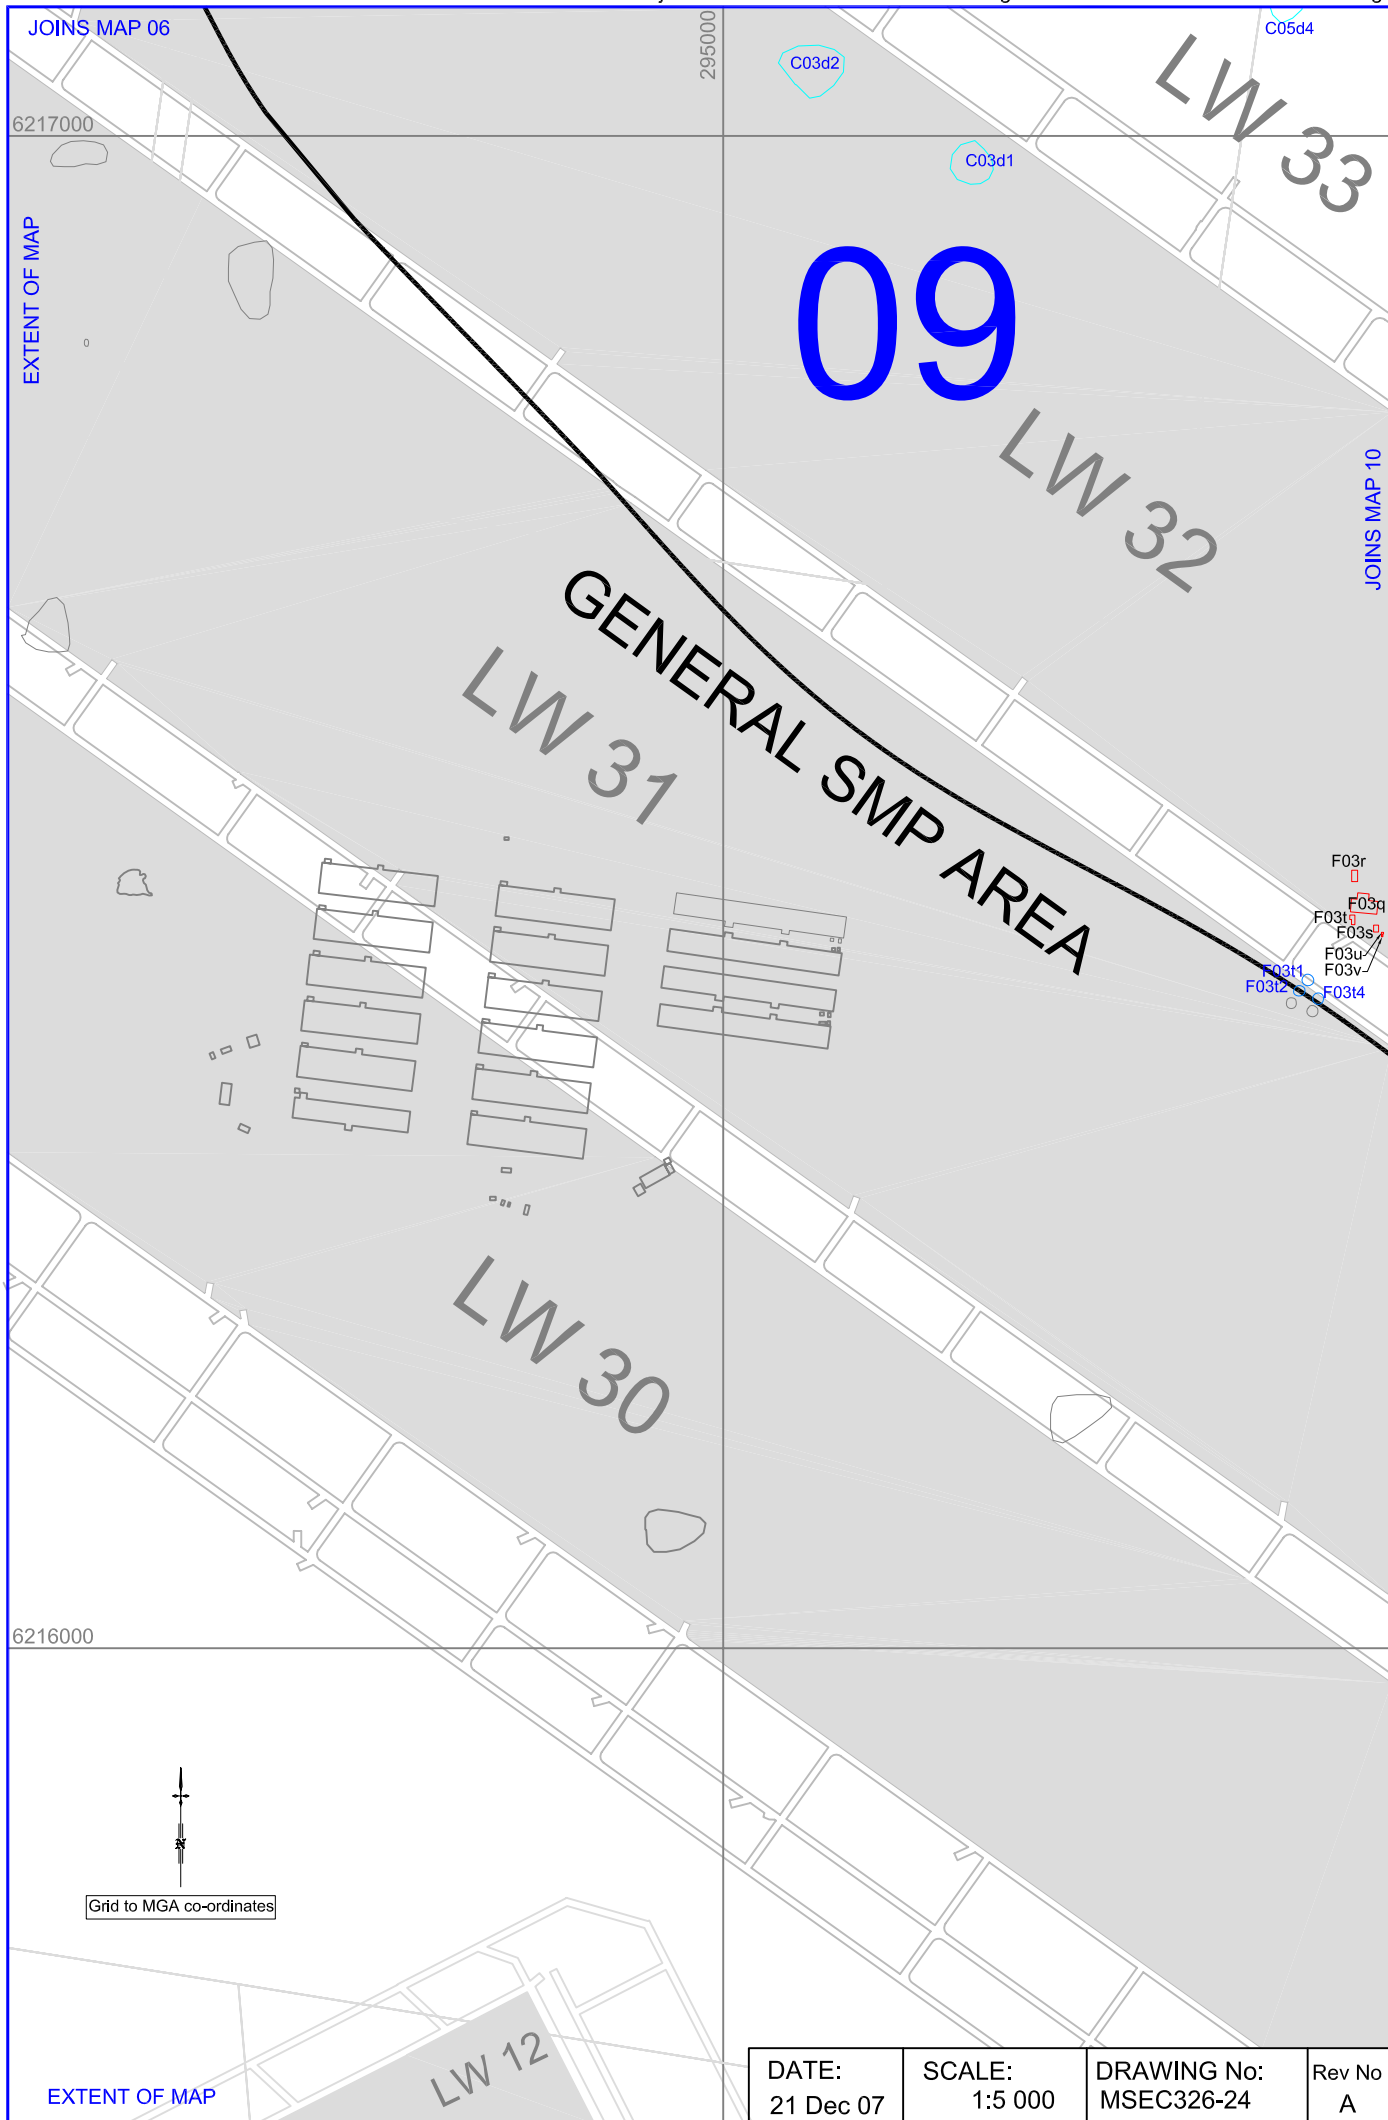 JOINS MAP 06
295000
C05d4
C03d2
LW 33
6217000
C03d1
EXTENT OF MAP
09
LW 32
JOINS MAP 10
GENERAL SMP AREA
LW 31
F03r
F03q
F03t
F03s
F03u
F03v
F03t1
F03t2
F03t4
LW 30
6216000
N
Grid to MGA co-ordinates
LW 12
EXTENT OF MAP
DATE:
21 Dec 07
SCALE:
1:5 000
DRAWING No:
MSEC326-24
Rev No
A